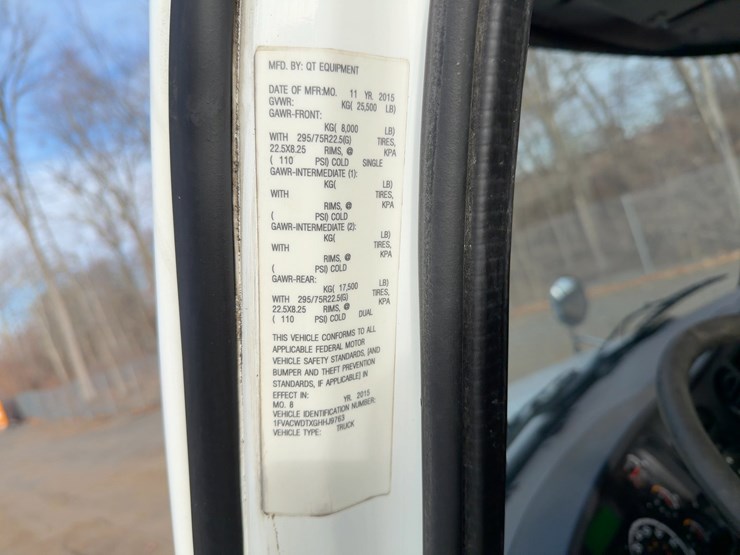 MFD. BY: QT EQUIPMENT
DATE OF MFR:MO. 11 YR. 2015
GVWR: KG( 25,500 LB)
GAWR-FRONT:
KG( 8,000 LB)
WITH 295/75R22.5(G) TIRES,
22.5X8.25 RIMS, @ KPA
( 110 PSI) COLD SINGLE
GAWR-INTERMEDIATE (1):
KG( LB)
WITH TIRES,
RIMS, @ KPA
( PSI) COLD
GAWR-INTERMEDIATE (2):
KG( LB)
WITH TIRES,
RIMS, @ KPA
( PSI) COLD
GAWR-REAR:
KG( 17,500 LB)
WITH 295/75R22.5(G) TIRES,
22.5X8.25 RIMS, @ KPA
( 110 PSI) COLD DUAL
THIS VEHICLE CONFORMS TO ALL
APPLICABLE FEDERAL MOTOR
VEHICLE SAFETY STANDARDS, [AND
BUMPER AND THEFT PREVENTION
STANDARDS, IF APPLICABLE] IN
EFFECT IN:
MO. 8 YR. 2015
VEHICLE IDENTIFICATION NUMBER:
1FVACWDTXGHHJ9763
VEHICLE TYPE: TRUCK